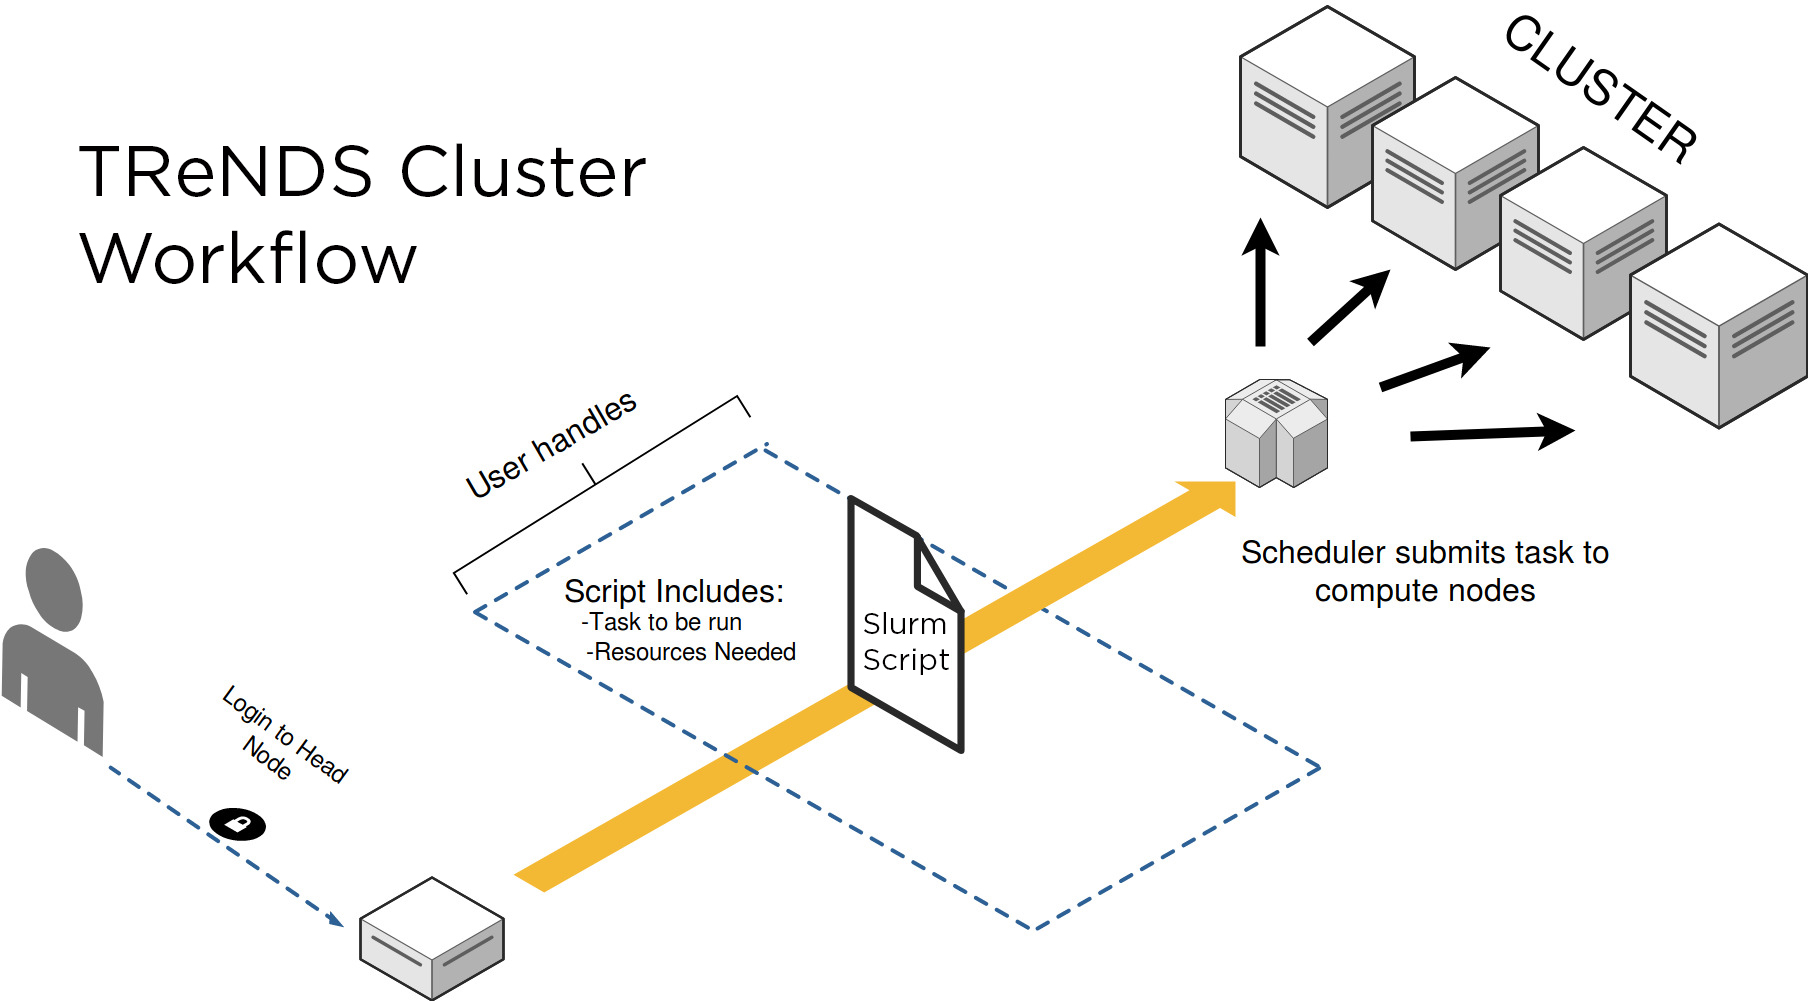 TReNDS Cluster
Workflow
CLUSTER
User handles
Script Includes:
-Task to be run
-Resources Needed
Slurm
Script
Scheduler submits task to
compute nodes
Login to Head
Node